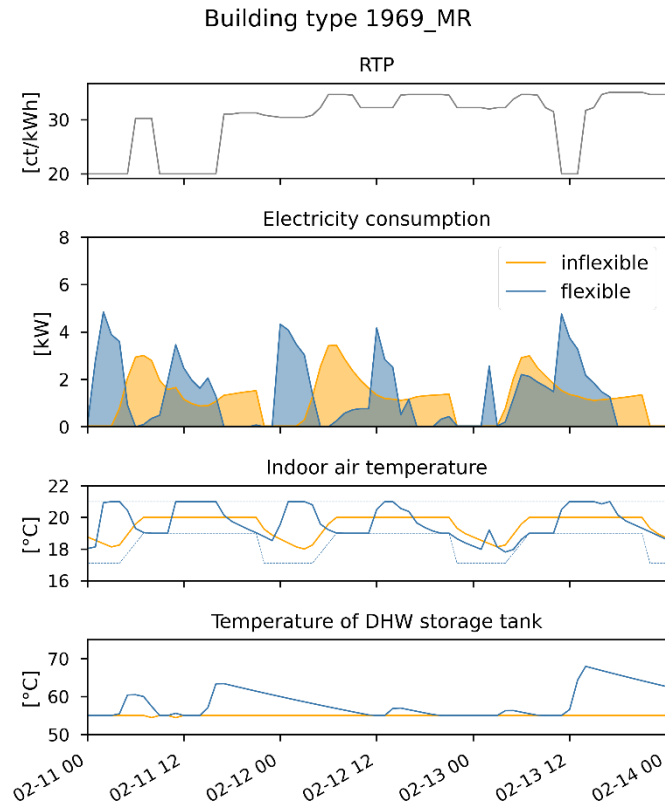 Building type 1969_MR
RTP
[ct/kWh]
30
20
Electricity consumption
[kW]
8
6
4
2
0
inflexible
flexible
Indoor air temperature
[°C]
22
20
18
16
Temperature of DHW storage tank
[°C]
70
60
50
02-11 00
02-11 12
02-12 00
02-12 12
02-13 00
02-13 12
02-14 00